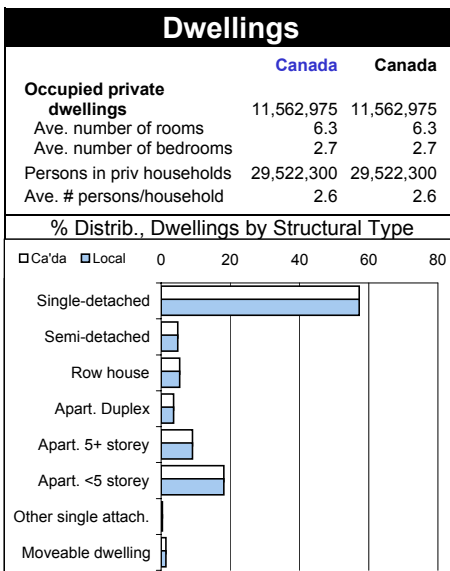 Dwellings
Canada Canada
Occupied private
dwellings 11,562,975 11,562,975
Ave. number of rooms 6.3 6.3
Ave. number of bedrooms 2.7 2.7
Persons in priv households 29,522,300 29,522,300
Ave. # persons/household 2.6 2.6
% Distrib., Dwellings by Structural Type
Ca'da Local 0 20 40 60 80
Single-detached
Semi-detached
Row house
Apart. Duplex
Apart. 5+ storey
Apart. <5 storey
Other single attach.
Moveable dwelling